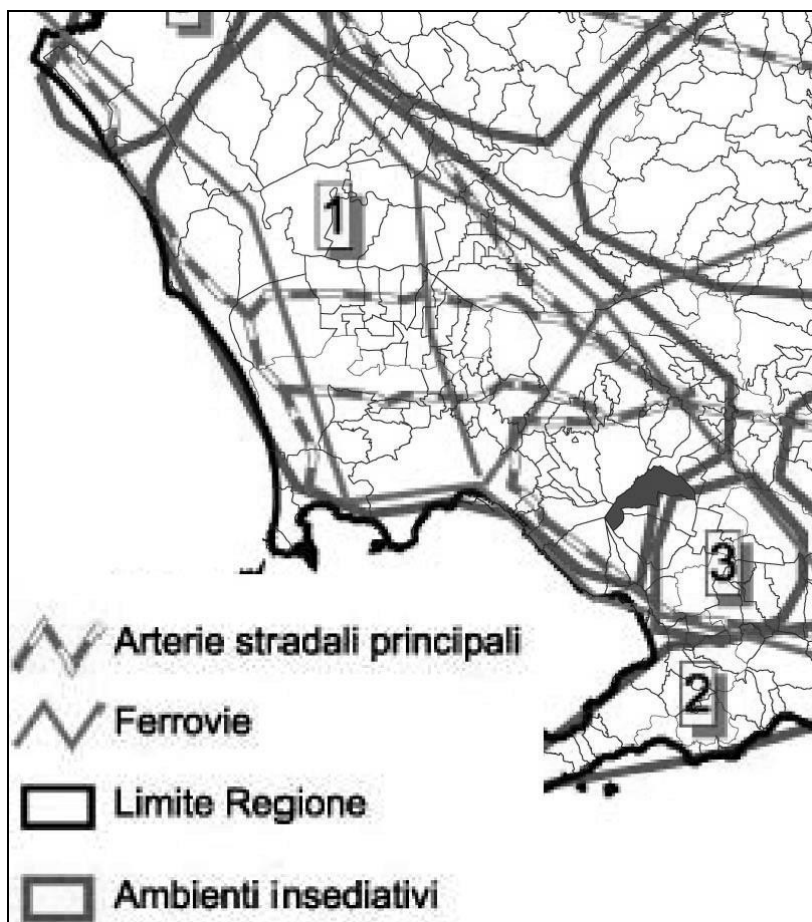 1
3
2
Arterie stradali principali
Ferrovie
Limite Regione
Ambienti insediativi